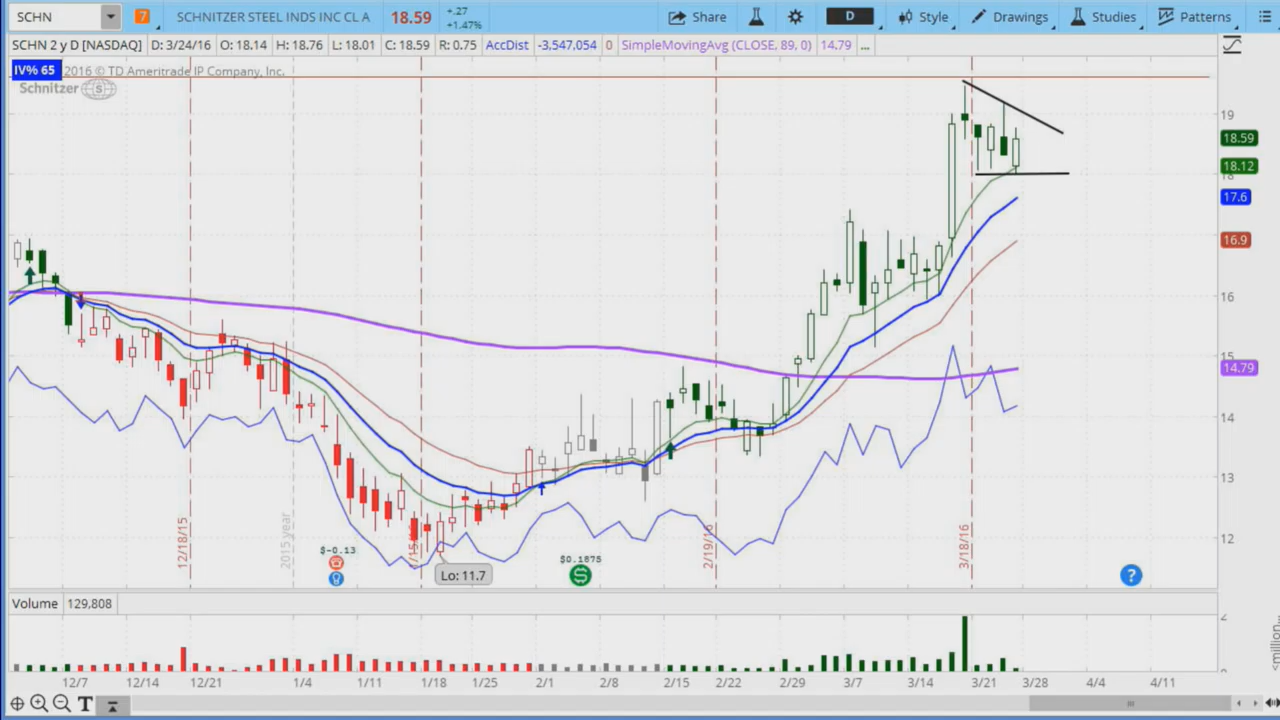 SCHN 7 SCHNITZER STEEL INDS INC CL A 18.59 +.27 +1.47% Share D Style Drawings Studies Patterns
SCHN 2 y D [NASDAQ] D: 3/24/16 O: 18.14 H: 18.76 L: 18.01 C: 18.59 R: 0.75 AccDist -3,547,054 0 SimpleMovingAvg (CLOSE, 89, 0) 14.79 ...
IV% 65 2016 © TD Ameritrade IP Company, Inc.
Schnitzer S
19
18.59
18.12
18
17.6
16.9
16
15
14.79
14
13
12
12/18/15
2015 year
1/15/16
2/19/16
3/18/16
$-0.13
$0.1875
Lo: 11.7
$
?
Volume 129,808
2
<million...
12/7 12/14 12/21 1/4 1/11 1/18 1/25 2/1 2/8 2/15 2/22 2/29 3/7 3/14 3/21 3/28 4/4 4/11
T